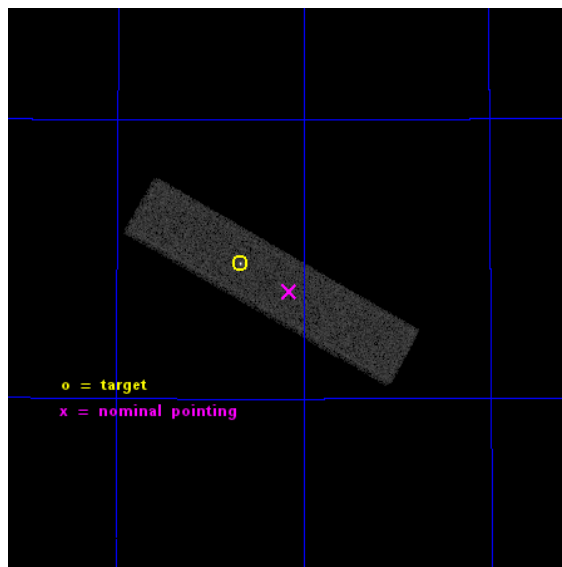 o = target
x = nominal pointing